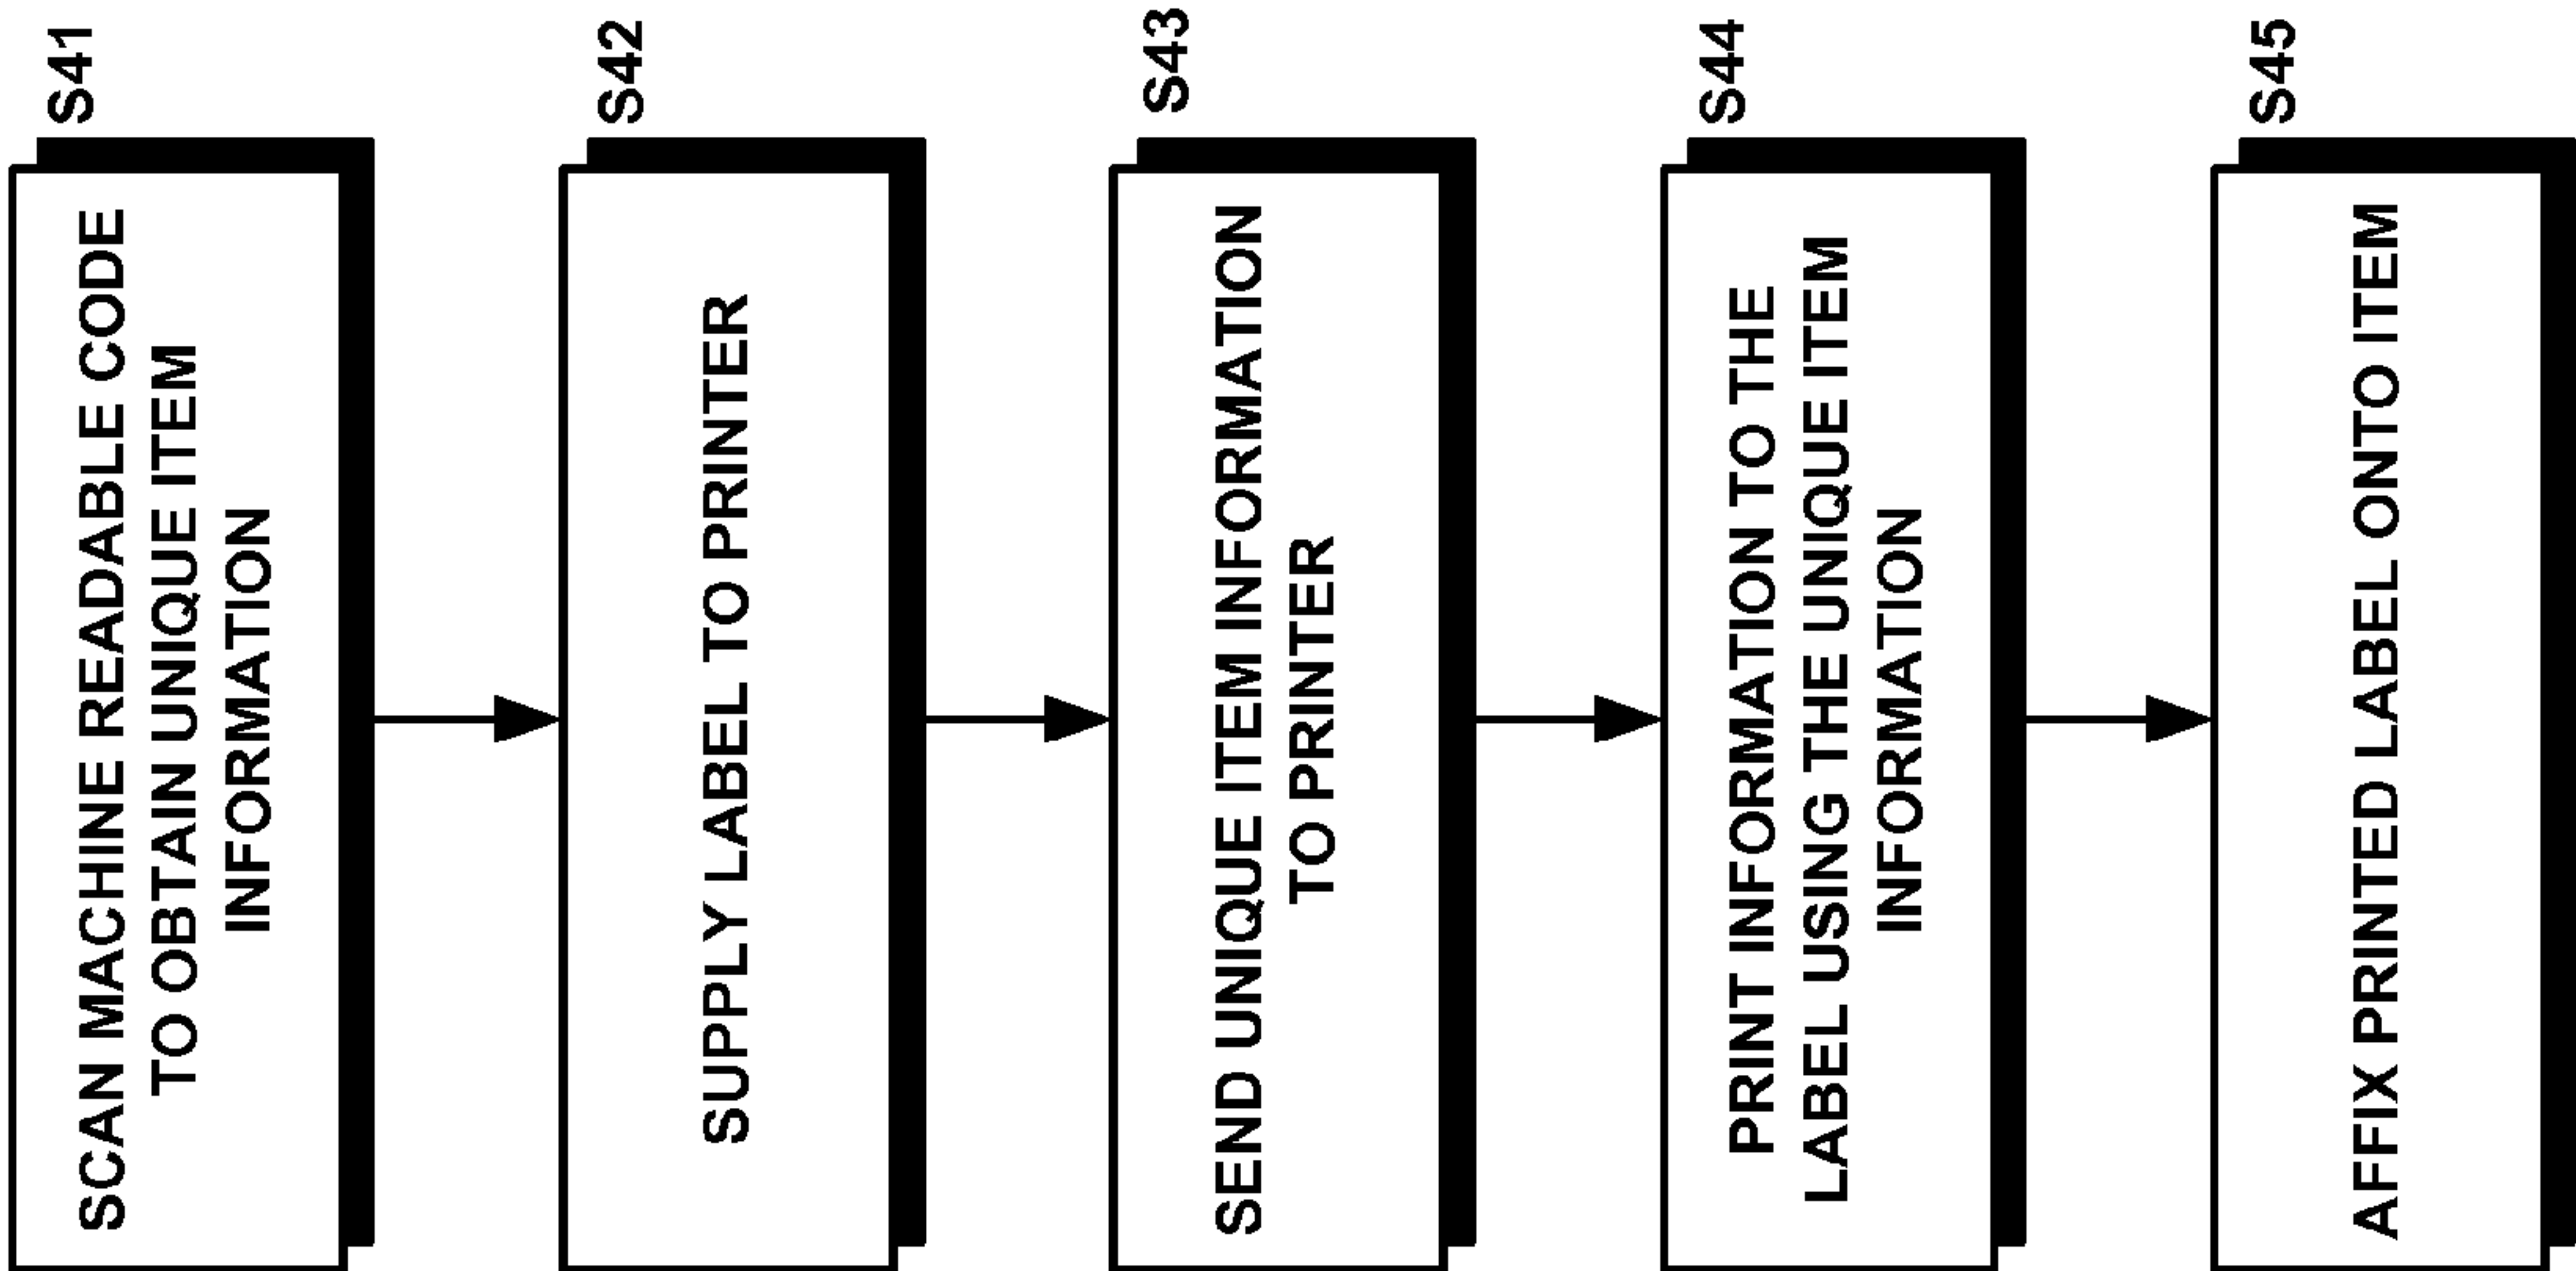 S41
SCAN MACHINE READABLE CODE
TO OBTAIN UNIQUE ITEM
INFORMATION
S42
SUPPLY LABEL TO PRINTER
S43
SEND UNIQUE ITEM INFORMATION
TO PRINTER
S44
PRINT INFORMATION TO THE
LABEL USING THE UNIQUE ITEM
INFORMATION
S45
AFFIX PRINTED LABEL ONTO ITEM